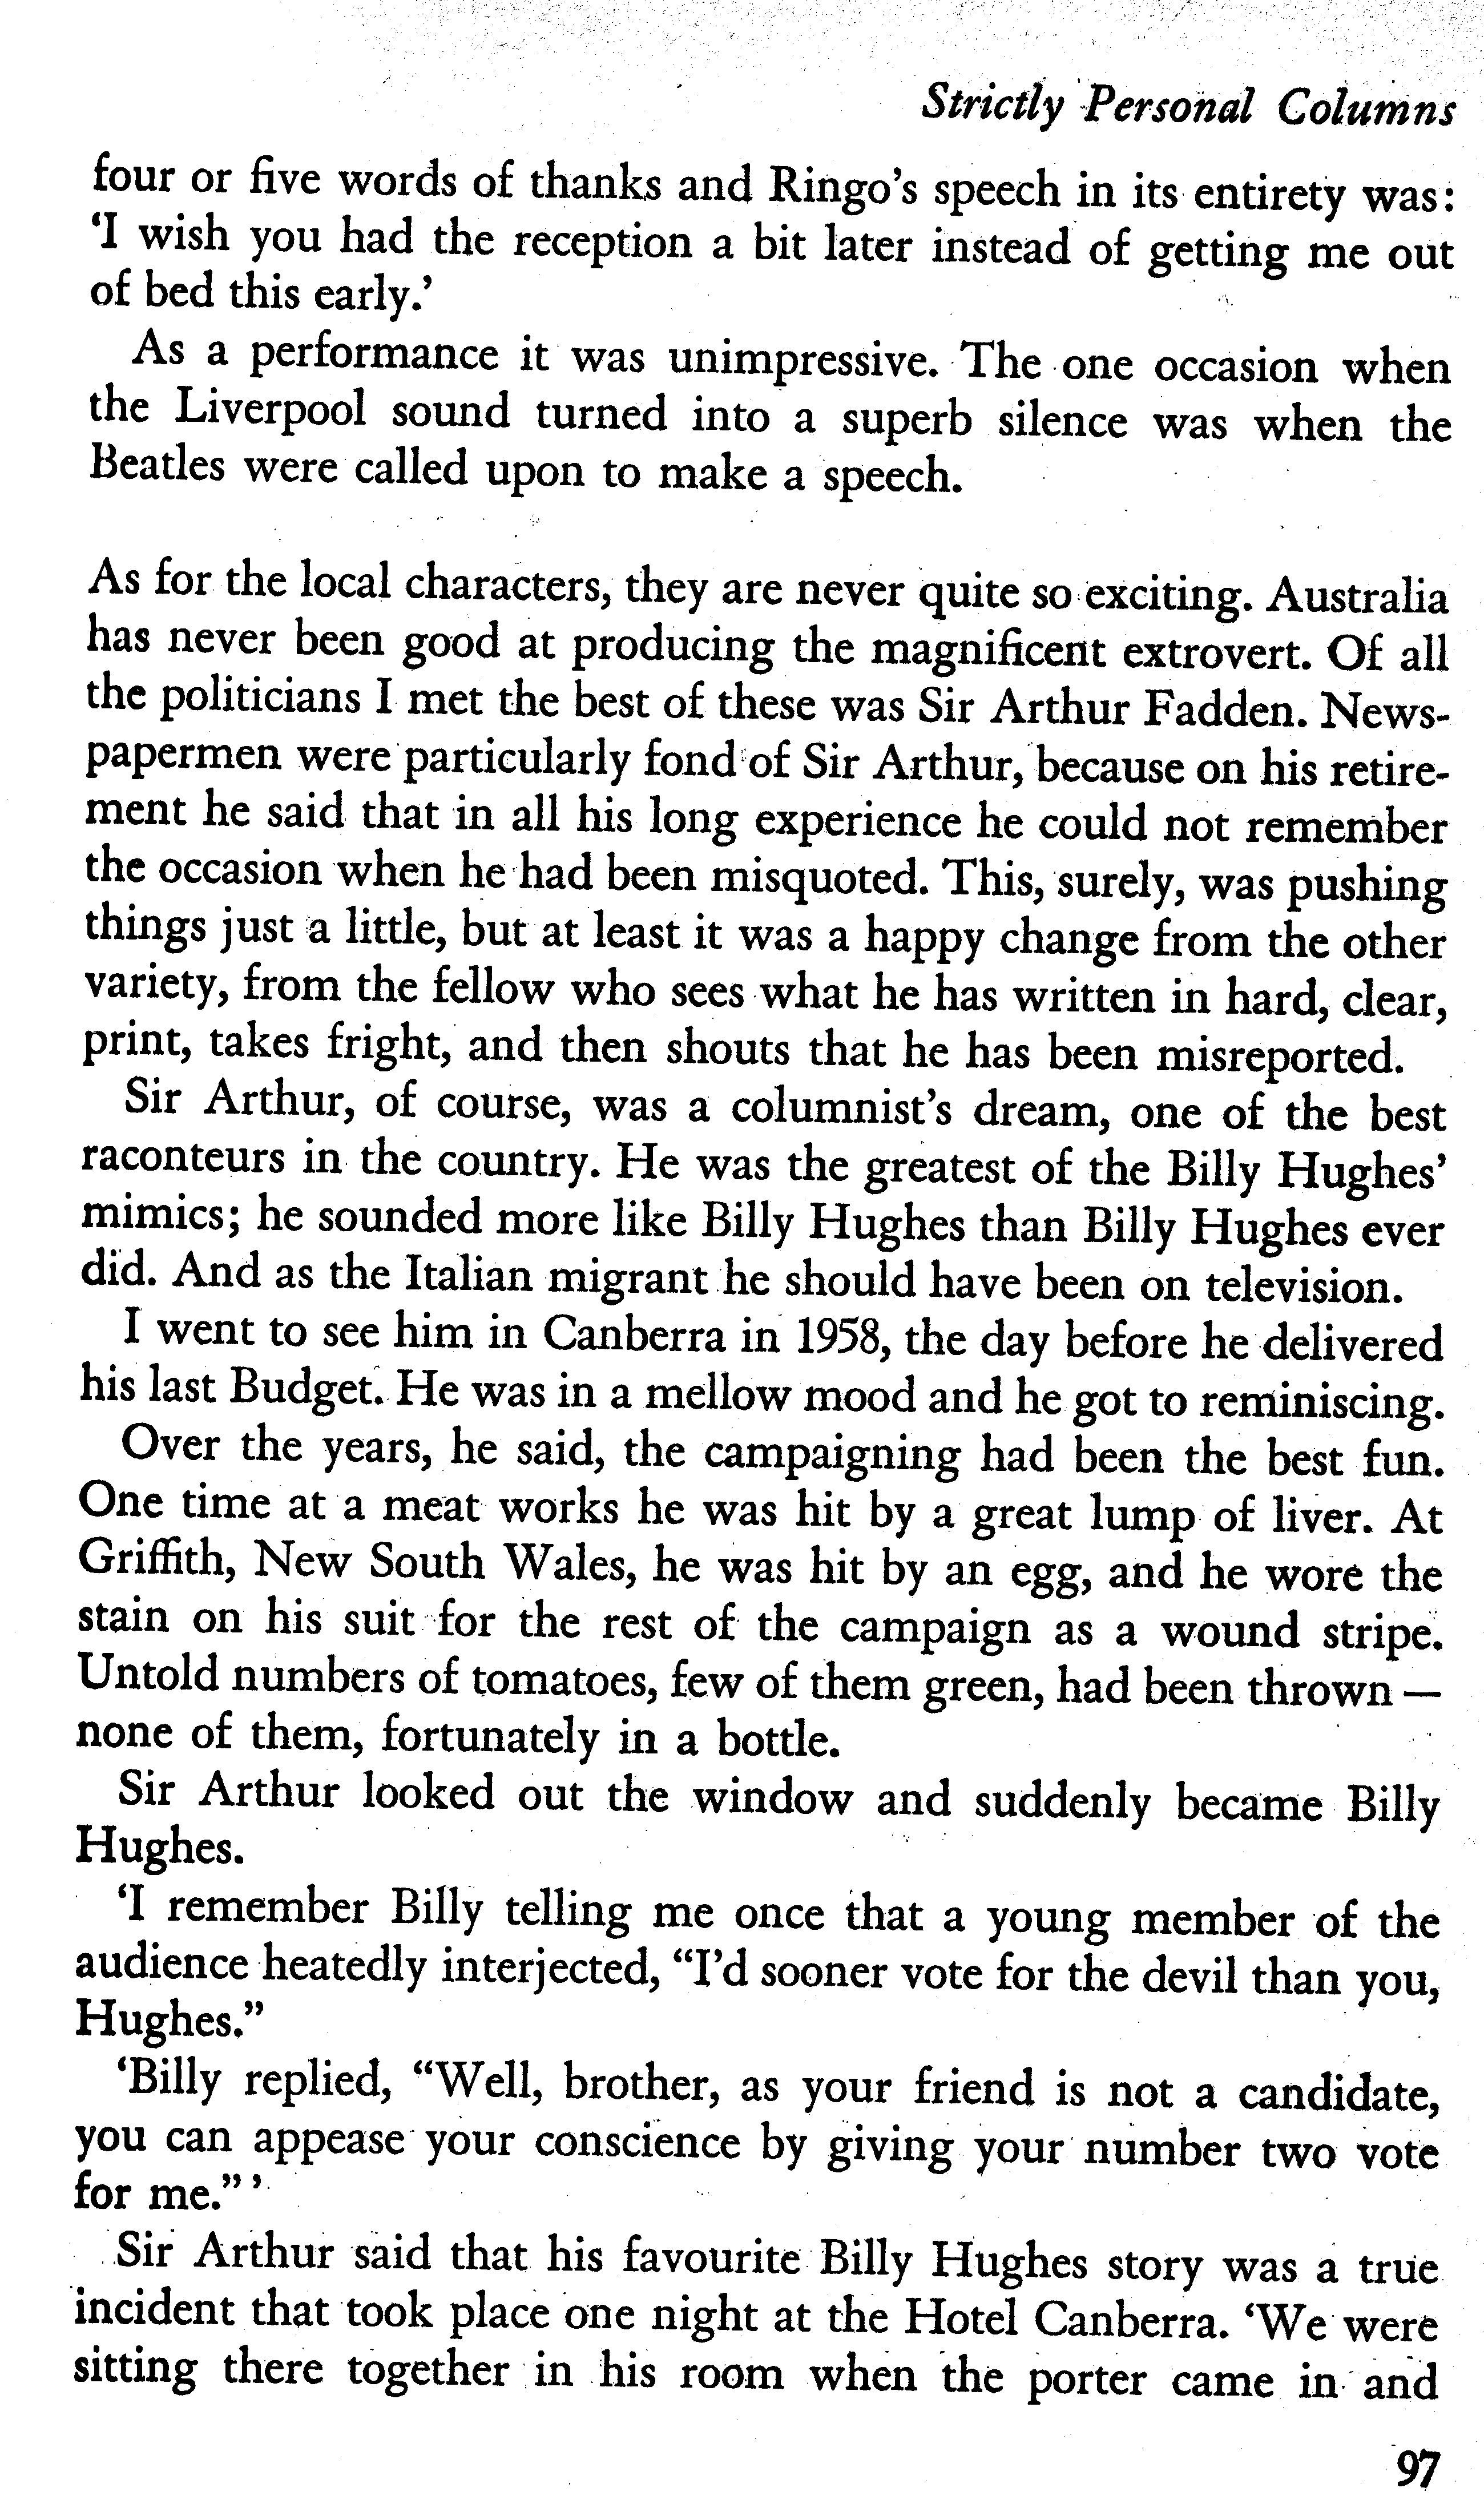 Strictly Personal Columns
four or five words of thanks and Ringo's speech in its entirety was:
‘I wish you had the reception a bit later instead of getting me out
of bed this early.’
As a performance it was unimpressive. The one occasion when
the Liverpool sound turned into a superb silence was when the
Beatles were called upon to make a speech.
As for the local characters, they are never quite so exciting. Australia
has never been good at producing the magnificent extrovert. Of all
the politicians I met the best of these was Sir Arthur Fadden. News-
papermen were particularly fond of Sir Arthur, because on his retire-
ment he said that in all his long experience he could not remember
the occasion when he had been misquoted. This, surely, was pushing
things just a little, but at least it was a happy change from the other
variety, from the fellow who sees what he has written in hard, clear,
print, takes fright, and then shouts that he has been misreported.
Sir Arthur, of course, was a columnist’s dream, one of the best
raconteurs in the country. He was the greatest of the Billy Hughes’
mimics; he sounded more like Billy Hughes than Billy Hughes ever
did. And as the Italian migrant he should have been on television.
I went to see him in Canberra in 1958, the day before he delivered
his last Budget. He was in a mellow mood and he got to reminiscing.
Over the years, he said, the campaigning had been the best fun.
One time at a meat works he was hit by a great lump of liver. At
Griffith, New South Wales, he was hit by an egg, and he wore the
stain on his suit for the rest of the campaign as a wound stripe.
Untold numbers of tomatoes, few of them green, had been thrown —
none of them, fortunately in a bottle.
Sir Arthur looked out the window and suddenly became Billy
Hughes.
‘I remember Billy telling me once that a young member of the
audience heatedly interjected, “I’d sooner vote for the devil than you,
Hughes.”
‘Billy replied, “Well, brother, as your friend is not a candidate,
you can appease your conscience by giving your number two vote
for me.” ’
Sir Arthur said that his favourite Billy Hughes story was a true
incident that took place one night at the Hotel Canberra. ‘We were
sitting there together in his room when the porter came in and
97